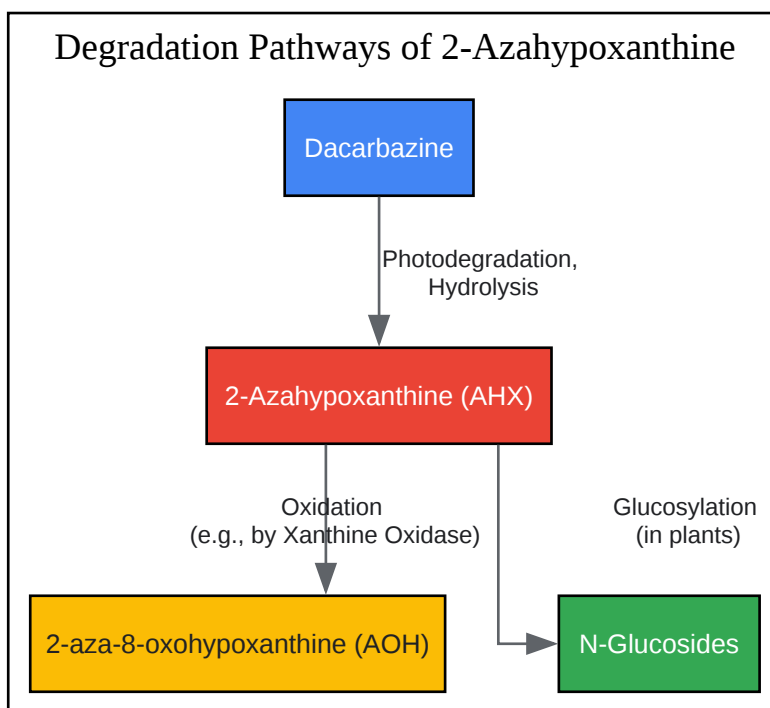 Degradation Pathways of 2-Azahypoxanthine
Dacarbazine
Photodegradation,
Hydrolysis
2-Azahypoxanthine (AHX)
Oxidation
(e.g., by Xanthine Oxidase)
Glucosylation
(in plants)
2-aza-8-oxohypoxanthine (AOH)
N-Glucosides